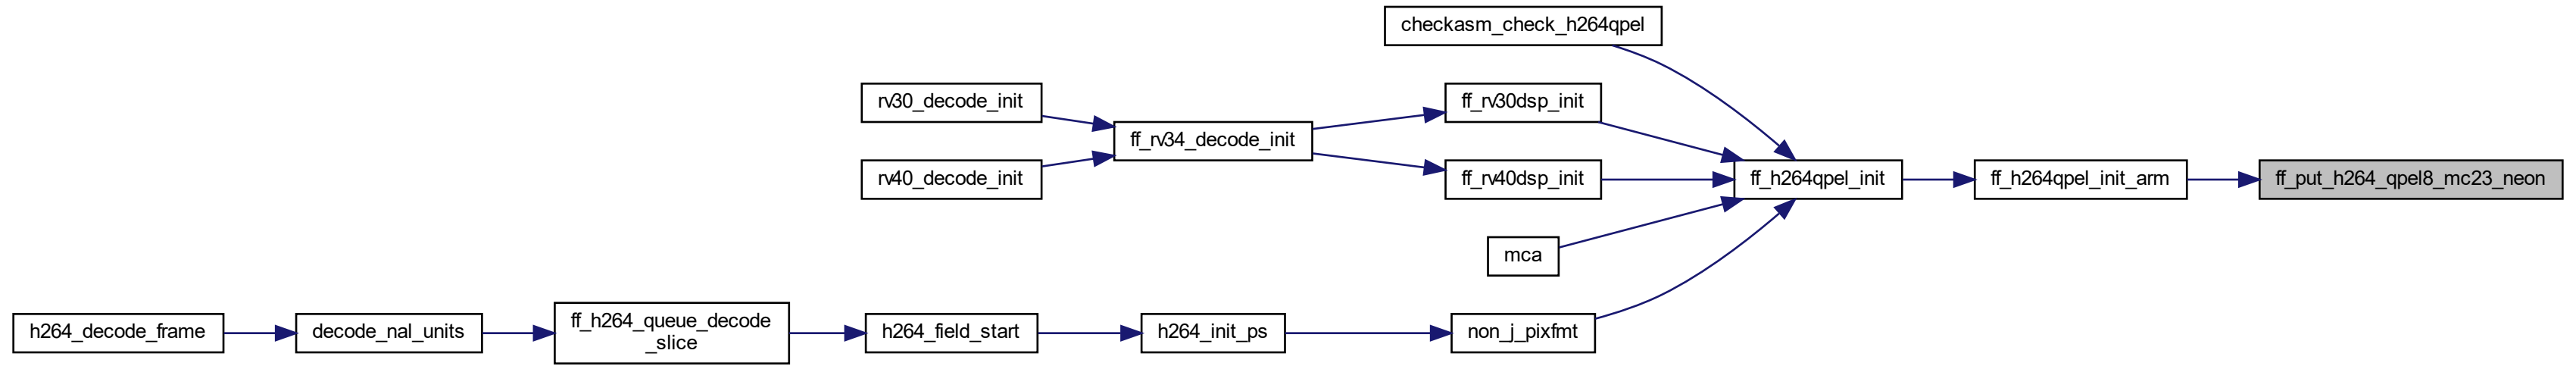 checkasm_check_h264qpel
rv30_decode_init
ff_rv30dsp_init
ff_rv34_decode_init
rv40_decode_init
ff_rv40dsp_init
ff_h264qpel_init
ff_h264qpel_init_arm
ff_put_h264_qpel8_mc23_neon
mca
h264_decode_frame
decode_nal_units
ff_h264_queue_decode
_slice
h264_field_start
h264_init_ps
non_j_pixfmt